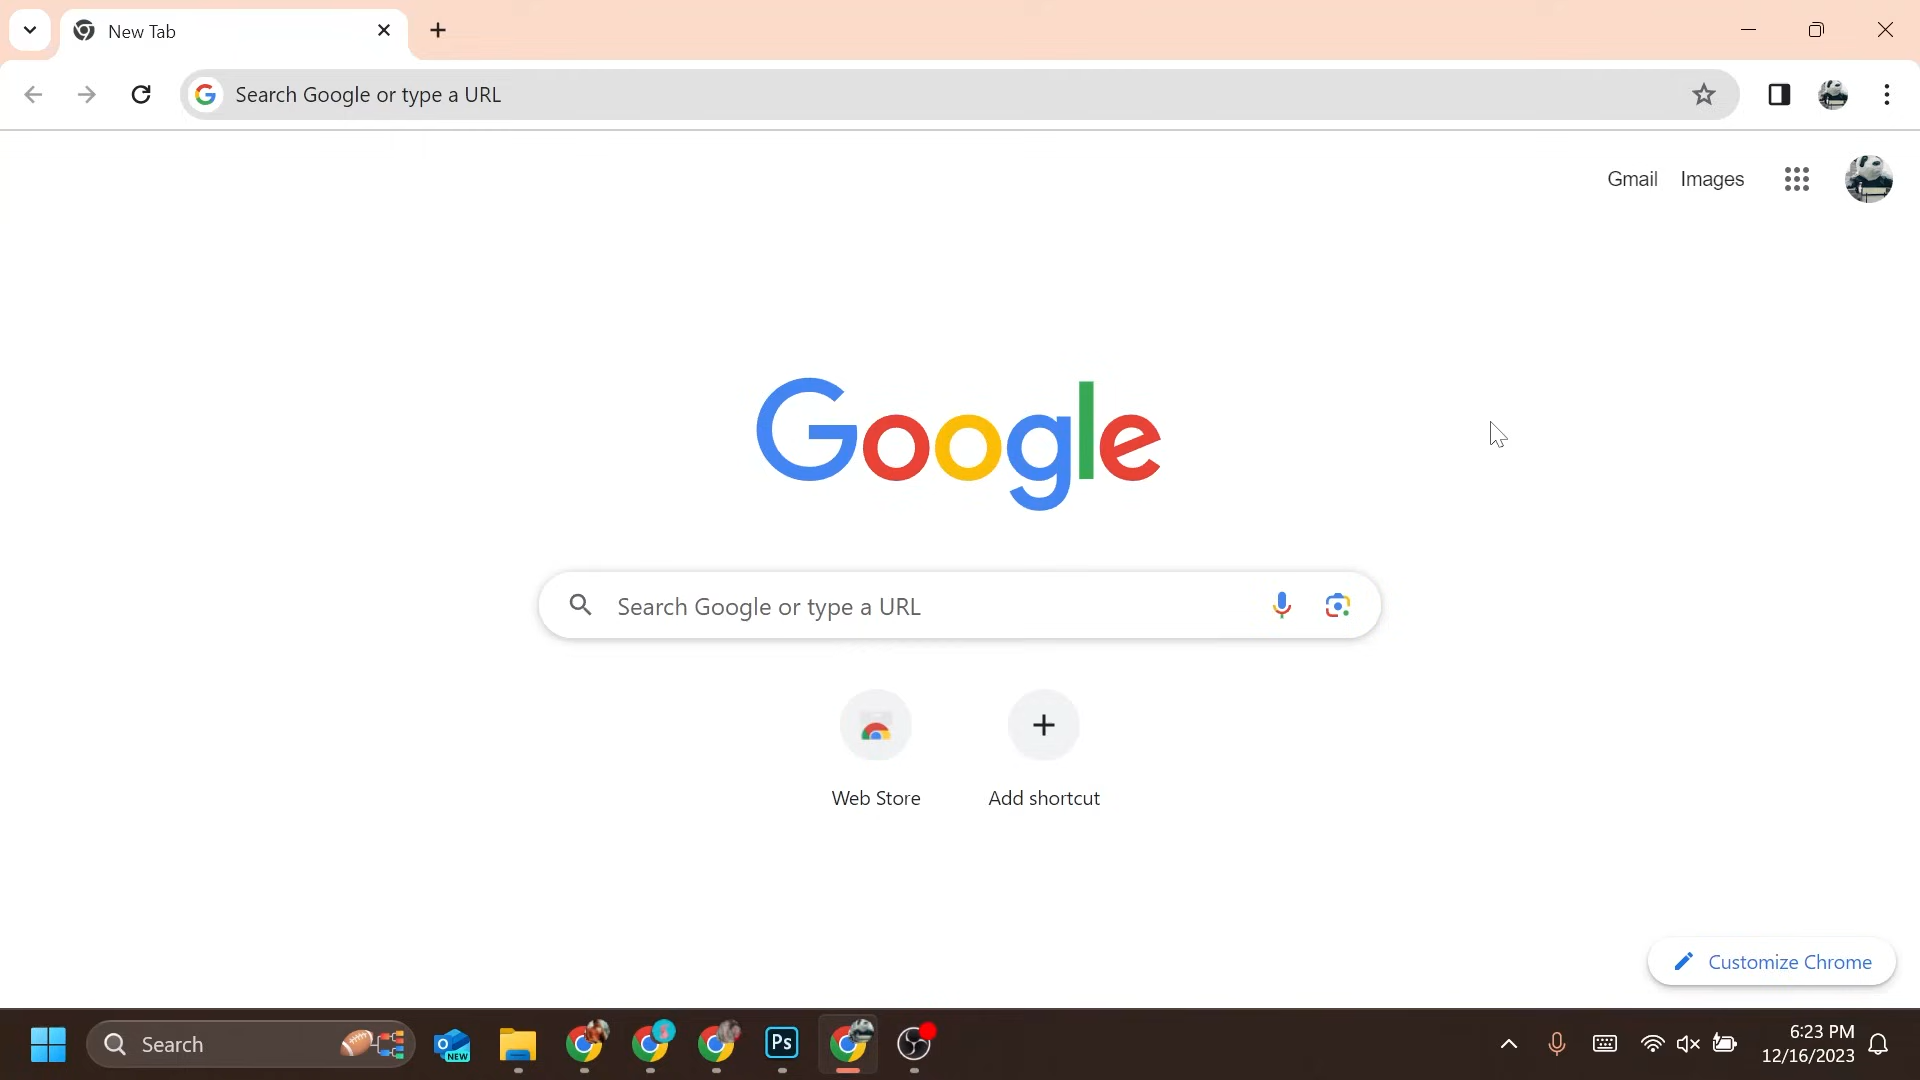 New Tab
Search Google or type a URL
Gmail Images
Google
Search Google or type a URL
Web Store
Add shortcut
Customize Chrome
Search
NEW
Ps
6:23 PM
12/16/2023